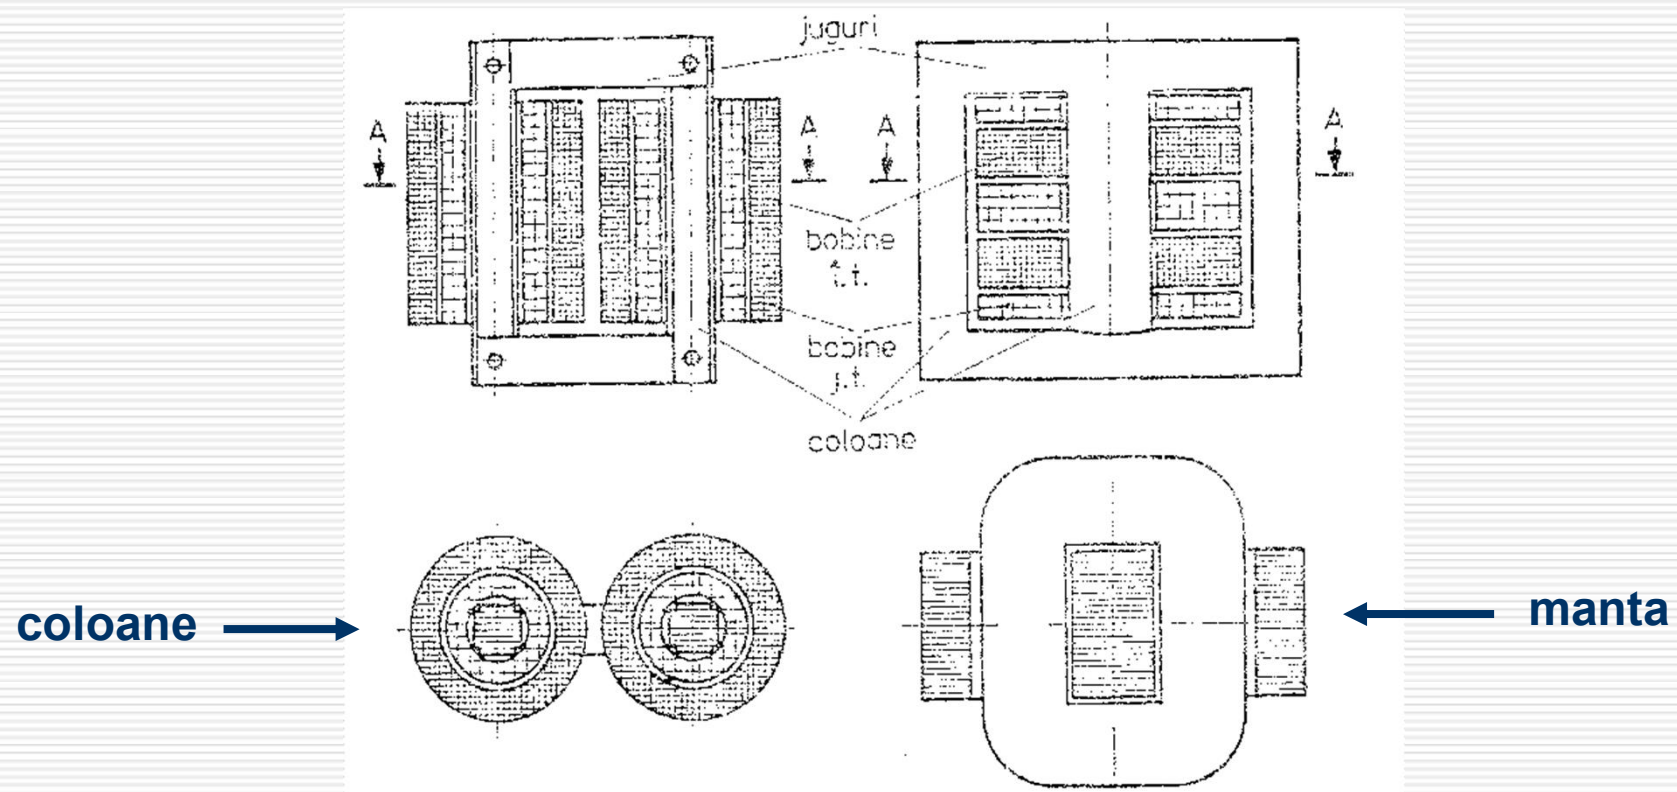 juguri
A
A
A
A
bobine
î.t.
bobine
j.t.
coloane
coloane
manta